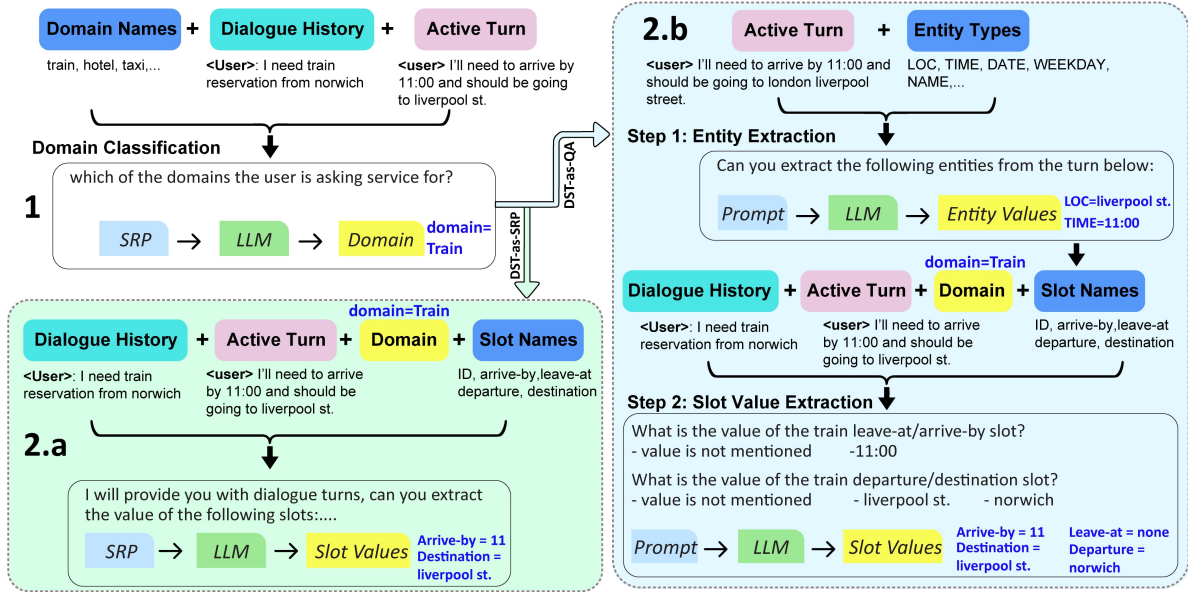 Domain Names + Dialogue History + Active Turn
train, hotel, taxi,...
<User>: I need train
reservation from norwich
<user> I'll need to arrive by
11:00 and should be going
to liverpool st.
Domain Classification
1
which of the domains the user is asking service for?
SRP → LLM → Domain
domain=
Train
DST-as-QA
DST-as-SRP
domain=Train
Dialogue History + Active Turn + Domain + Slot Names
<User>: I need train
reservation from norwich
<user> I'll need to arrive
by 11:00 and should be
going to liverpool st.
ID, arrive-by,leave-at
departure, destination
2.a
I will provide you with dialogue turns, can you extract
the value of the following slots:....
SRP → LLM → Slot Values
Arrive-by = 11
Destination =
liverpool st.
2.b
Active Turn + Entity Types
<user> I'll need to arrive by 11:00 and
should be going to london liverpool
street.
LOC, TIME, DATE, WEEKDAY,
NAME,...
Step 1: Entity Extraction
Can you extract the following entities from the turn below:
Prompt → LLM → Entity Values
LOC=liverpool st.
TIME=11:00
domain=Train
Dialogue History + Active Turn + Domain + Slot Names
<User>: I need train
reservation from norwich
<user> I'll need to arrive
by 11:00 and should be
going to liverpool st.
ID, arrive-by,leave-at
departure, destination
Step 2: Slot Value Extraction
What is the value of the train leave-at/arrive-by slot?
- value is not mentioned -11:00
What is the value of the train departure/destination slot?
- value is not mentioned - liverpool st. - norwich
Prompt → LLM → Slot Values
Arrive-by = 11
Destination =
liverpool st.
Leave-at = none
Departure =
norwich